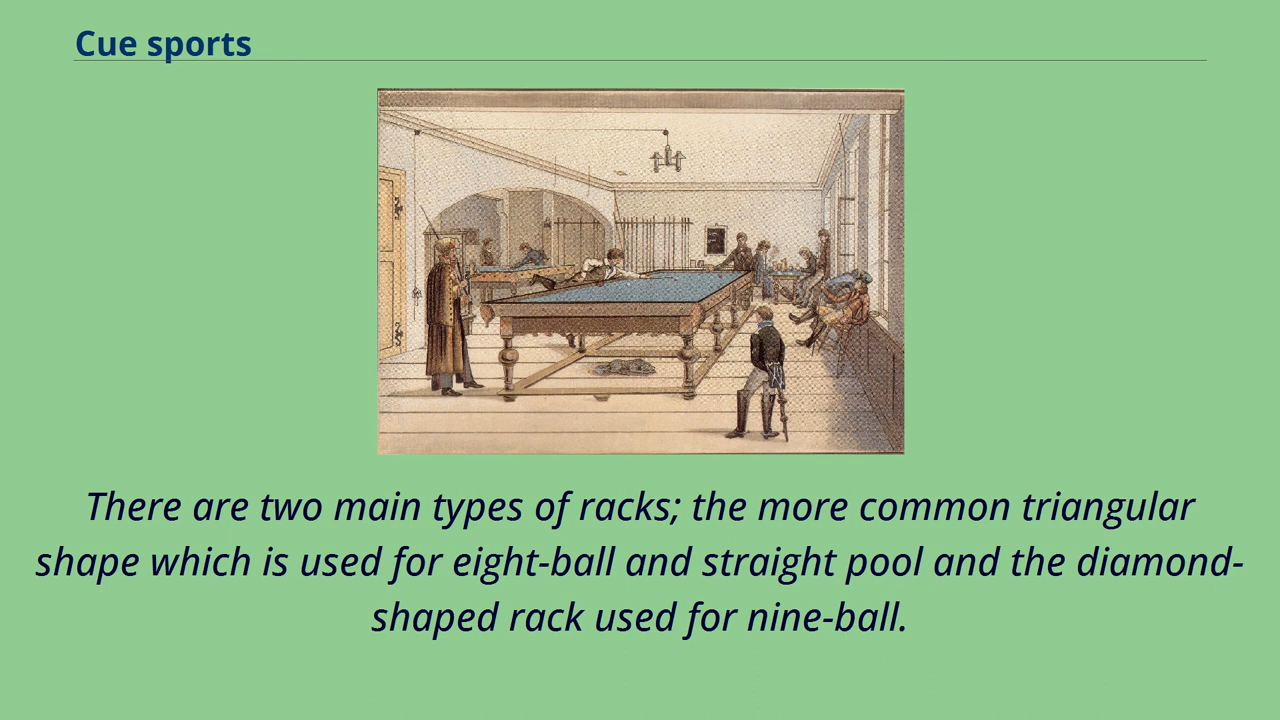 Cue sports
There are two main types of racks; the more common triangular
shape which is used for eight-ball and straight pool and the diamond-
shaped rack used for nine-ball.